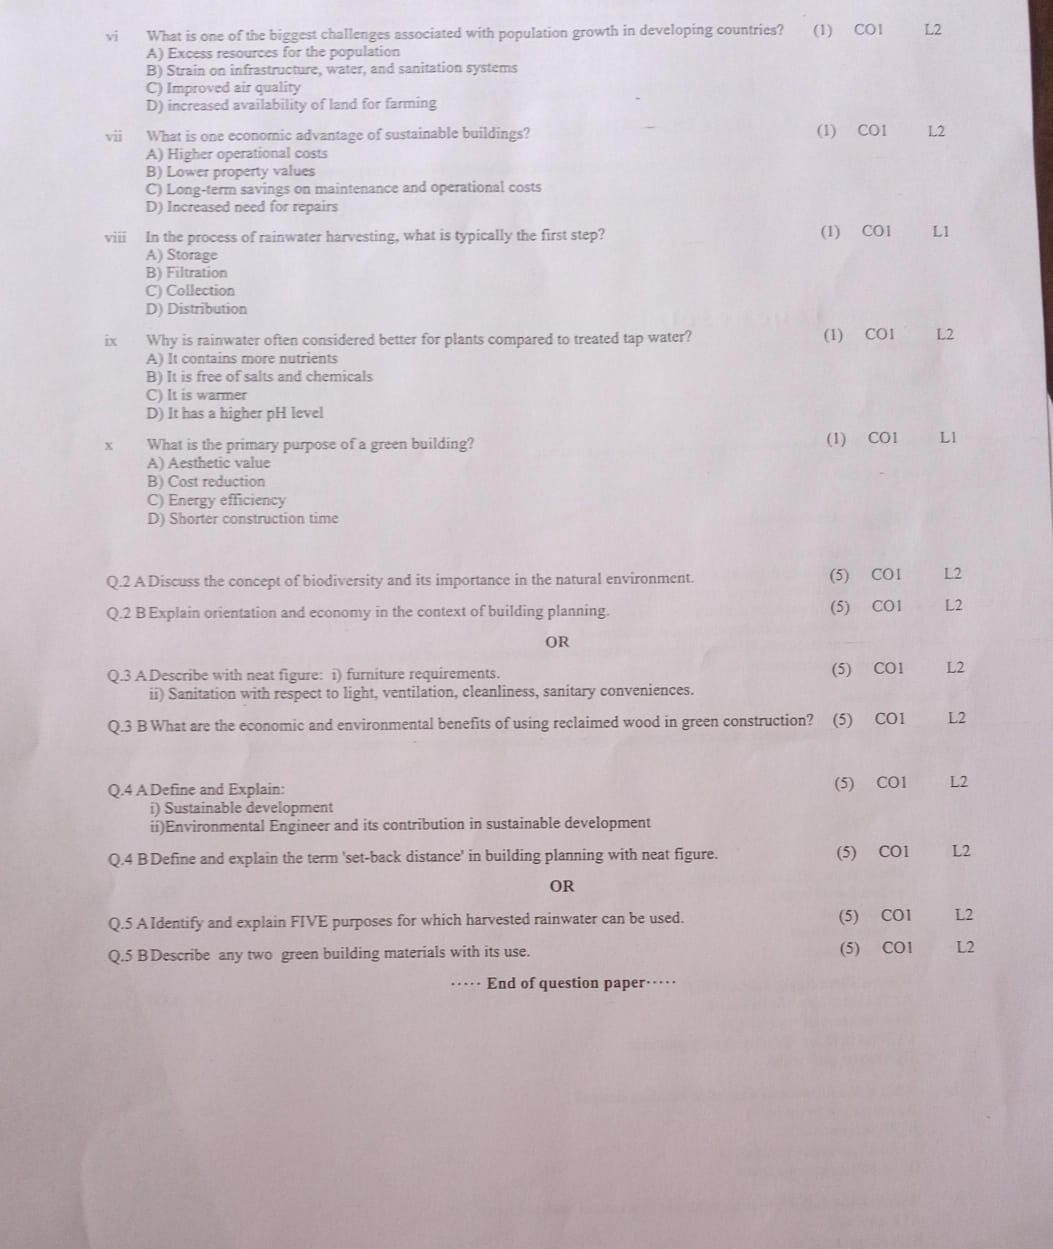 vi What is one of the biggest challenges associated with population growth in developing countries? (1) CO1 L2
A) Excess resources for the population
B) Strain on infrastructure, water, and sanitation systems
C) Improved air quality
D) increased availability of land for farming
vii What is one economic advantage of sustainable buildings? (1) CO1 L2
A) Higher operational costs
B) Lower property values
C) Long-term savings on maintenance and operational costs
D) Increased need for repairs
viii In the process of rainwater harvesting, what is typically the first step? (1) CO1 L1
A) Storage
B) Filtration
C) Collection
D) Distribution
ix Why is rainwater often considered better for plants compared to treated tap water? (1) CO1 L2
A) It contains more nutrients
B) It is free of salts and chemicals
C) It is warmer
D) It has a higher pH level
x What is the primary purpose of a green building? (1) CO1 L1
A) Aesthetic value
B) Cost reduction
C) Energy efficiency
D) Shorter construction time
Q.2 A Discuss the concept of biodiversity and its importance in the natural environment. (5) CO1 L2
Q.2 B Explain orientation and economy in the context of building planning. (5) CO1 L2
OR
Q.3 A Describe with neat figure: i) furniture requirements. (5) CO1 L2
ii) Sanitation with respect to light, ventilation, cleanliness, sanitary conveniences.
Q.3 B What are the economic and environmental benefits of using reclaimed wood in green construction? (5) CO1 L2
Q.4 A Define and Explain: (5) CO1 L2
i) Sustainable development
ii)Environmental Engineer and its contribution in sustainable development
Q.4 B Define and explain the term 'set-back distance' in building planning with neat figure. (5) CO1 L2
OR
Q.5 A Identify and explain FIVE purposes for which harvested rainwater can be used. (5) CO1 L2
Q.5 B Describe any two green building materials with its use. (5) CO1 L2
····· End of question paper·····